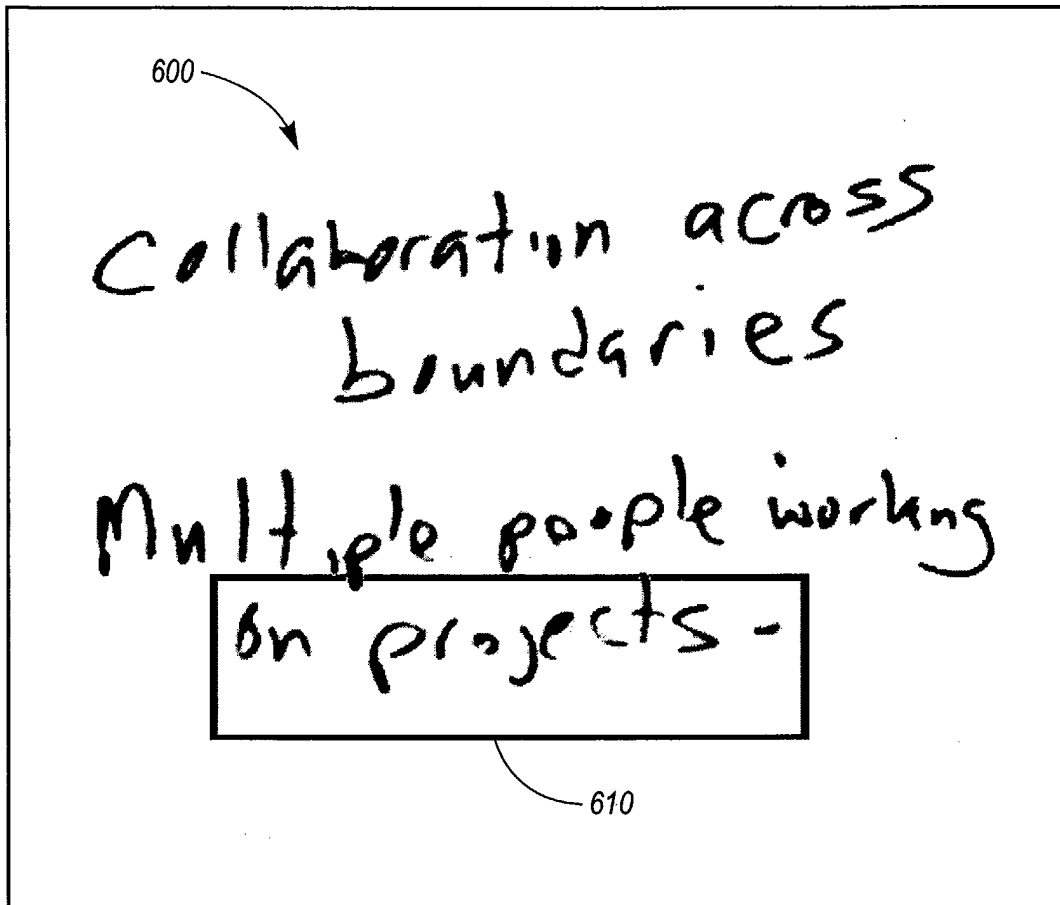 600
Collaboration across
boundaries
Multiple people working
on projects -
610